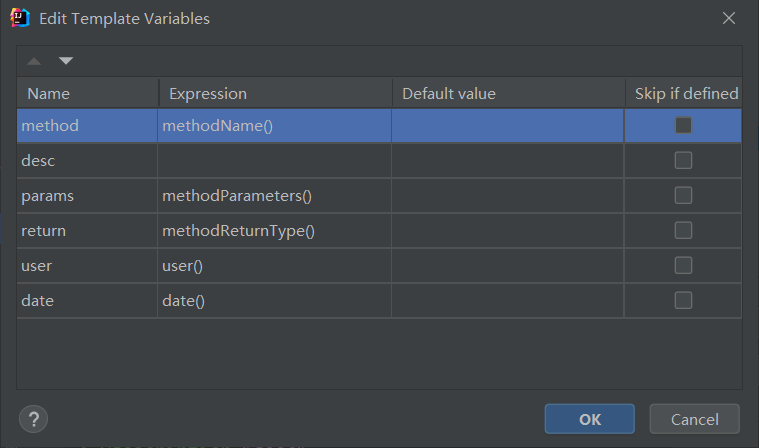 Edit Template Variables
Name Expression Default value Skip if defined
method methodName()
desc
params methodParameters()
return methodReturnType()
user user()
date date()
? OK Cancel